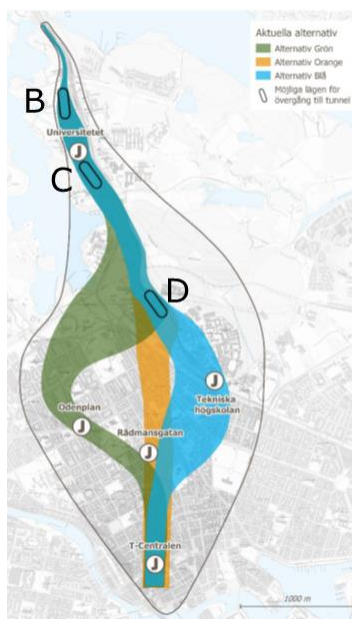 Aktuella alternativ
Alternativ Grön
Alternativ Orange
Alternativ Blå
Möjliga lägen för
övergång till tunnel
B
Universitetet
J
C
D
J
Tekniska
högskolan
Odenplan
J
Rådmansgatan
J
T-Centralen
J
1000 m